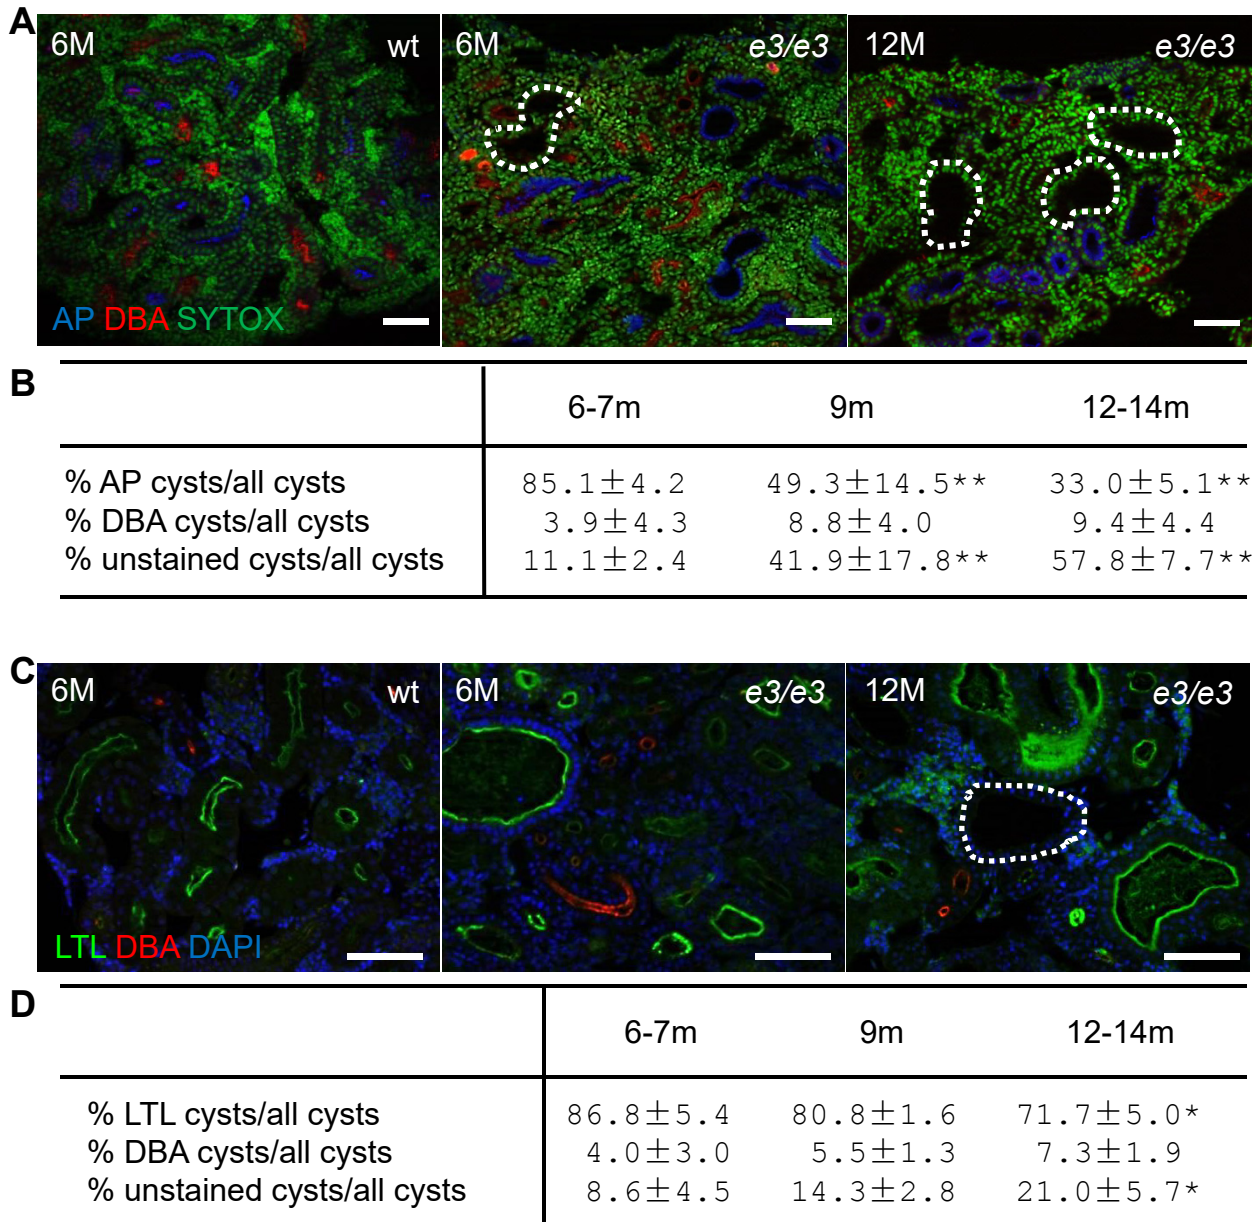 A
6M wt
6M e3/e3
12M e3/e3
AP DBA SYTOX
B
6-7m 9m 12-14m
% AP cysts/all cysts 85.1±4.2 49.3±14.5** 33.0±5.1**
% DBA cysts/all cysts 3.9±4.3 8.8±4.0 9.4±4.4
% unstained cysts/all cysts 11.1±2.4 41.9±17.8** 57.8±7.7**
C
6M wt
6M e3/e3
12M e3/e3
LTL DBA DAPI
D
6-7m 9m 12-14m
% LTL cysts/all cysts 86.8±5.4 80.8±1.6 71.7±5.0*
% DBA cysts/all cysts 4.0±3.0 5.5±1.3 7.3±1.9
% unstained cysts/all cysts 8.6±4.5 14.3±2.8 21.0±5.7*